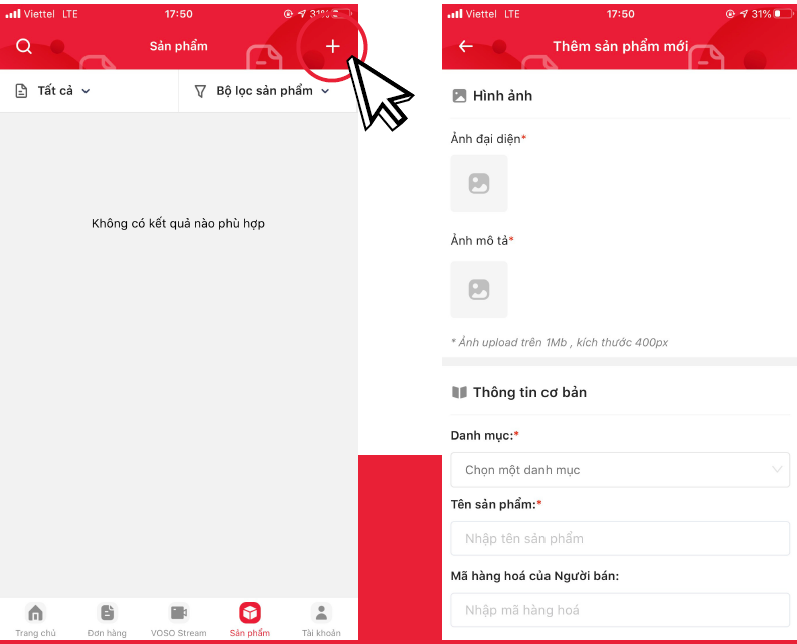 Viettel LTE 17:50 31%
Sản phẩm
Tất cả Bộ lọc sản phẩm
Không có kết quả nào phù hợp
Trang chủ Đơn hàng VOSO Stream Sản phẩm Tài khoản
Viettel LTE 17:50 31%
Thêm sản phẩm mới
Hình ảnh
Ảnh đại diện*
Ảnh mô tả*
* Ảnh upload trên 1Mb , kích thước 400px
Thông tin cơ bản
Danh mục:*
Chọn một danh mục
Tên sản phẩm:*
Nhập tên sản phẩm
Mã hàng hoá của Người bán:
Nhập mã hàng hoá